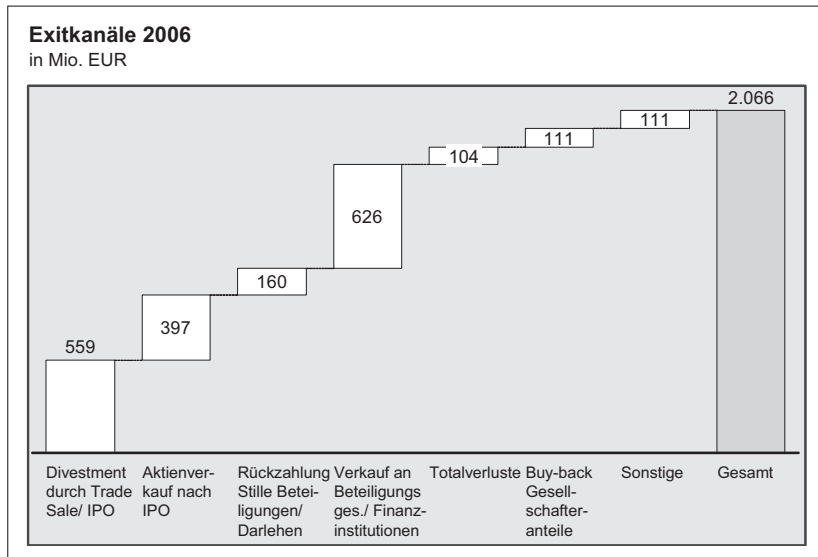 Exitkanäle 2006
in Mio. EUR
2.066
111
111
104
626
160
397
559
Divestment
durch Trade
Sale/ IPO
Aktienver-
kauf nach
IPO
Rückzahlung
Stille Betei-
ligungen/
Darlehen
Verkauf an
Beteiligungs
ges./ Finanz-
institutionen
Totalverluste
Buy-back
Gesell-
schafter-
anteile
Sonstige
Gesamt